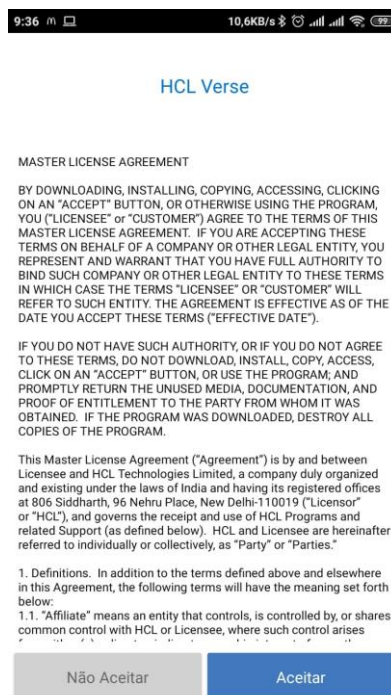 9:36
10,6KB/s
99
HCL Verse
MASTER LICENSE AGREEMENT
BY DOWNLOADING, INSTALLING, COPYING, ACCESSING, CLICKING
ON AN "ACCEPT" BUTTON, OR OTHERWISE USING THE PROGRAM,
YOU ("LICENSEE" or "CUSTOMER") AGREE TO THE TERMS OF THIS
MASTER LICENSE AGREEMENT.  IF YOU ARE ACCEPTING THESE
TERMS ON BEHALF OF A COMPANY OR OTHER LEGAL ENTITY, YOU
REPRESENT AND WARRANT THAT YOU HAVE FULL AUTHORITY TO
BIND SUCH COMPANY OR OTHER LEGAL ENTITY TO THESE TERMS
IN WHICH CASE THE TERMS "LICENSEE" OR "CUSTOMER" WILL
REFER TO SUCH ENTITY. THE AGREEMENT IS EFFECTIVE AS OF THE
DATE YOU ACCEPT THESE TERMS ("EFFECTIVE DATE").
IF YOU DO NOT HAVE SUCH AUTHORITY, OR IF YOU DO NOT AGREE
TO THESE TERMS, DO NOT DOWNLOAD, INSTALL, COPY, ACCESS,
CLICK ON AN "ACCEPT" BUTTON, OR USE THE PROGRAM; AND
PROMPTLY RETURN THE UNUSED MEDIA, DOCUMENTATION, AND
PROOF OF ENTITLEMENT TO THE PARTY FROM WHOM IT WAS
OBTAINED.  IF THE PROGRAM WAS DOWNLOADED, DESTROY ALL
COPIES OF THE PROGRAM.
This Master License Agreement ("Agreement") is by and between
Licensee and HCL Technologies Limited, a company duly organized
and existing under the laws of India and having its registered offices
at 806 Siddharth, 96 Nehru Place, New Delhi-110019 ("Licensor"
or "HCL"), and governs the receipt and use of HCL Programs and
related Support (as defined below).  HCL and Licensee are hereinafter
referred to individually or collectively, as "Party" or "Parties."
1. Definitions.  In addition to the terms defined above and elsewhere
in this Agreement, the following terms will have the meaning set forth
below:
1.1. "Affiliate" means an entity that controls, is controlled by, or shares
common control with HCL or Licensee, where such control arises
Não Aceitar
Aceitar